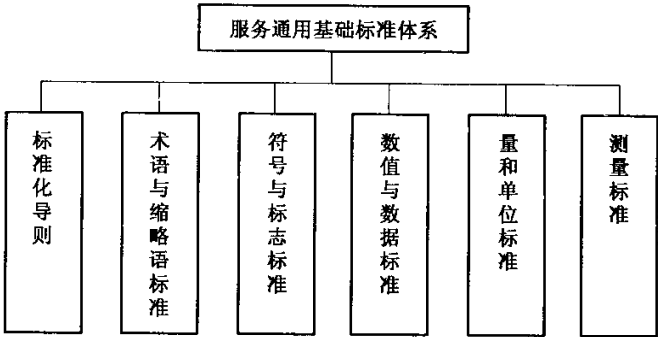 服务通用基础标准体系
标准化导则
术语与缩略语标准
符号与标志标准
数值与数据标准
量和单位标准
测量标准